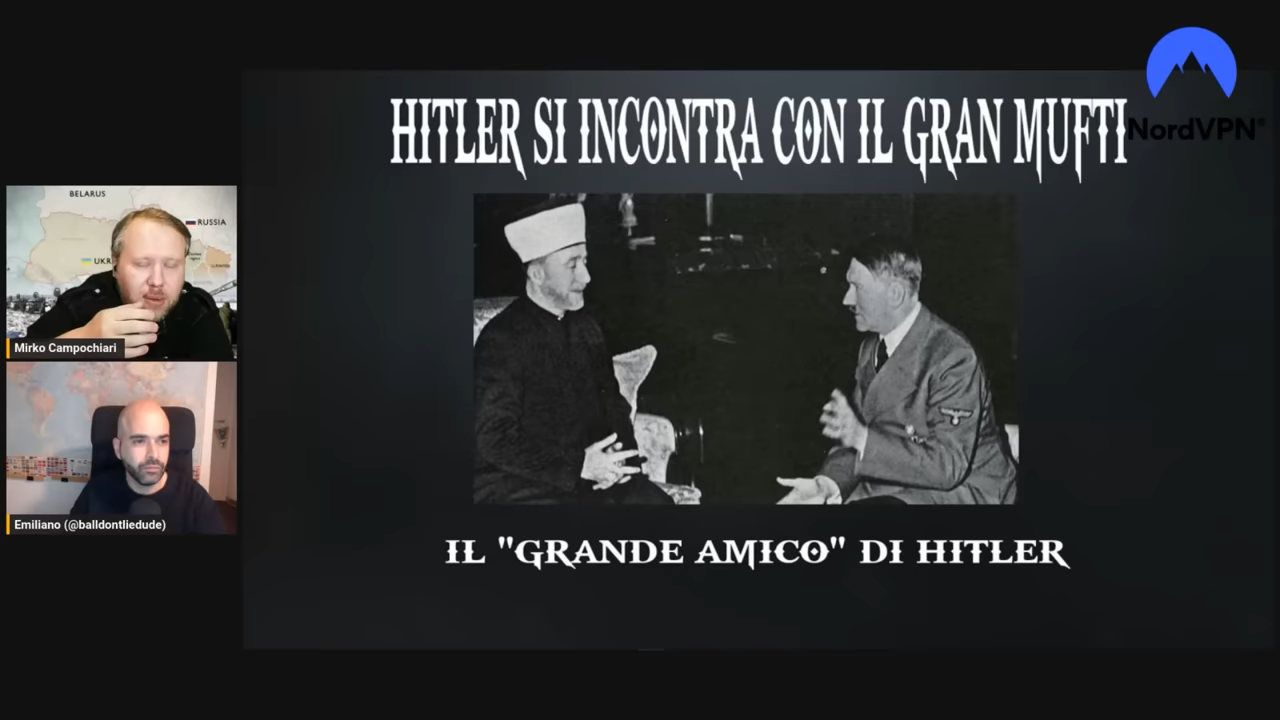 HITLER SI INCONTRA CON IL GRAN MUFTI
NordVPN®
BELARUS
RUSSIA
UKR
Mirko Campochiari
Emiliano (@balldontliedude)
IL "GRANDE AMICO" DI HITLER